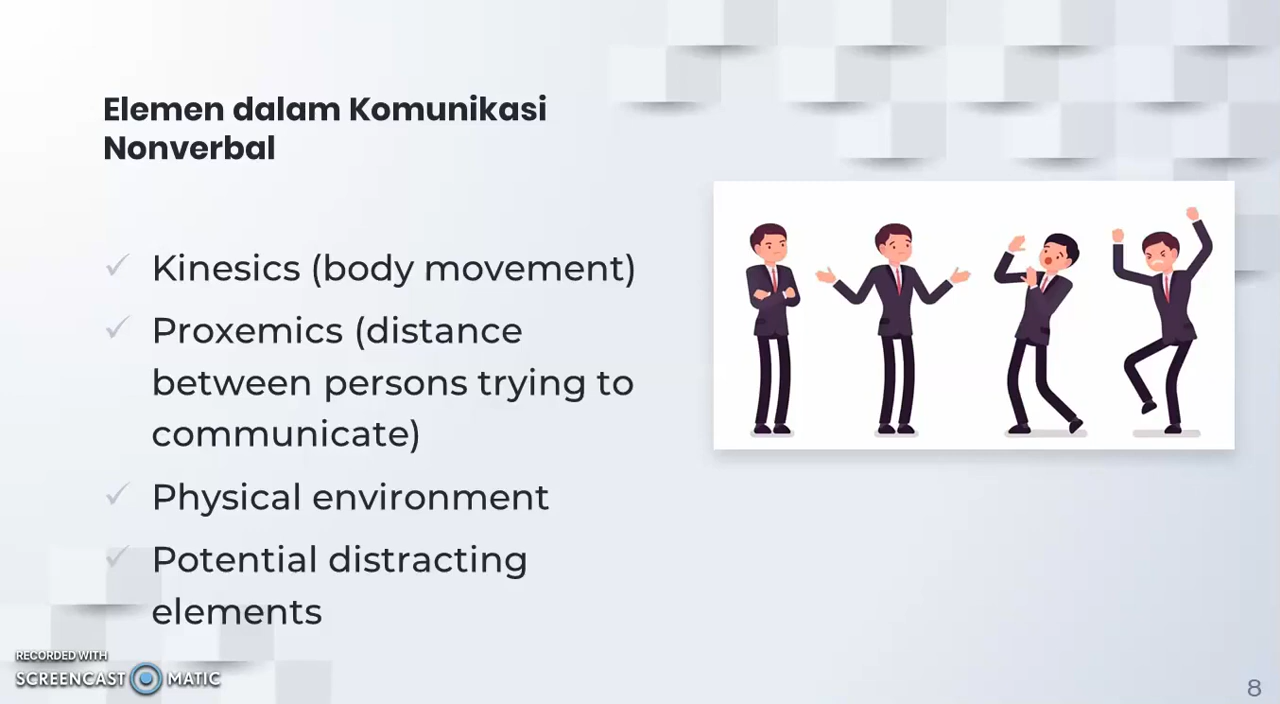 Elemen dalam Komunikasi
Nonverbal
Kinesics (body movement)
Proxemics (distance
between persons trying to
communicate)
Physical environment
Potential distracting
elements
RECORDED WITH
SCREENCAST MATIC
8